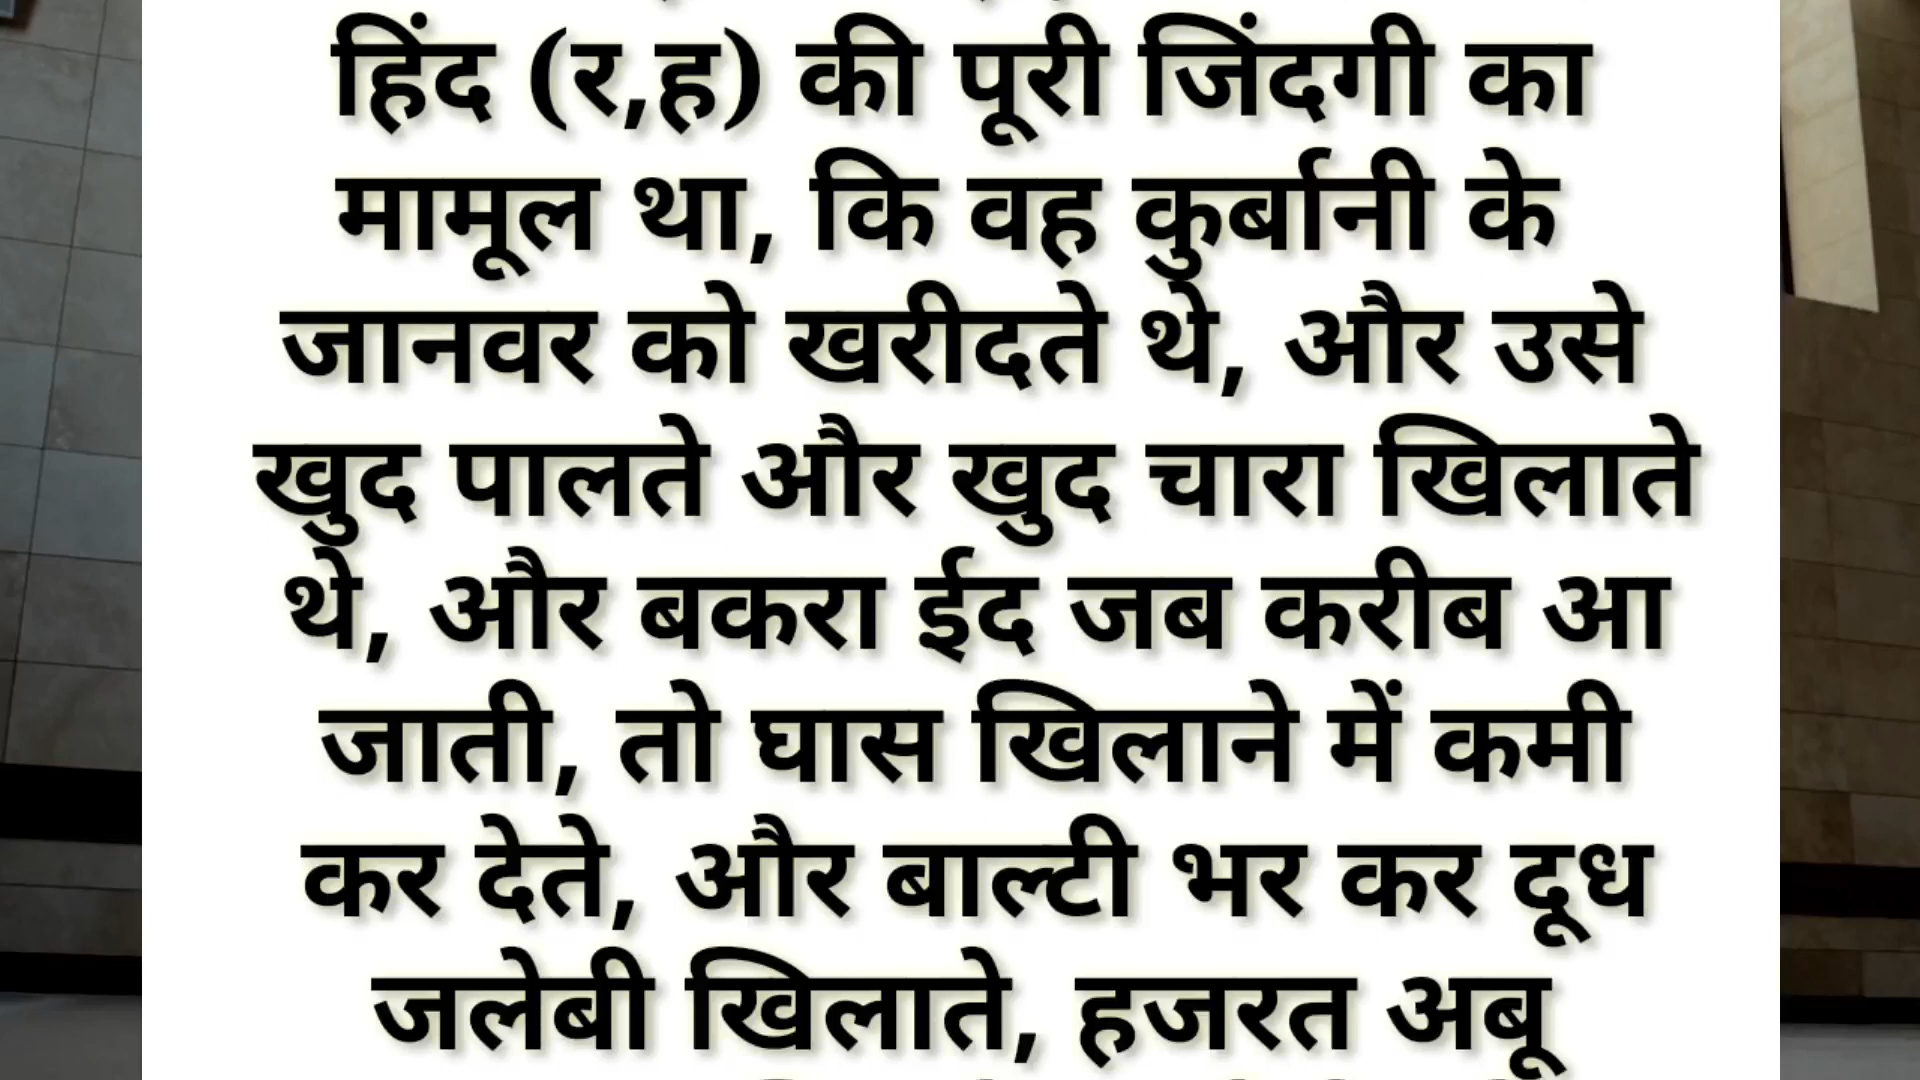 हिंद (र,ह) की पूरी जिंदगी का
मामूल था, कि वह कुर्बानी के
जानवर को खरीदते थे, और उसे
खुद पालते और खुद चारा खिलाते
थे, और बकरा ईद जब करीब आ
जाती, तो घास खिलाने में कमी
कर देते, और बाल्टी भर कर दूध
जलेबी खिलाते, हजरत अबू